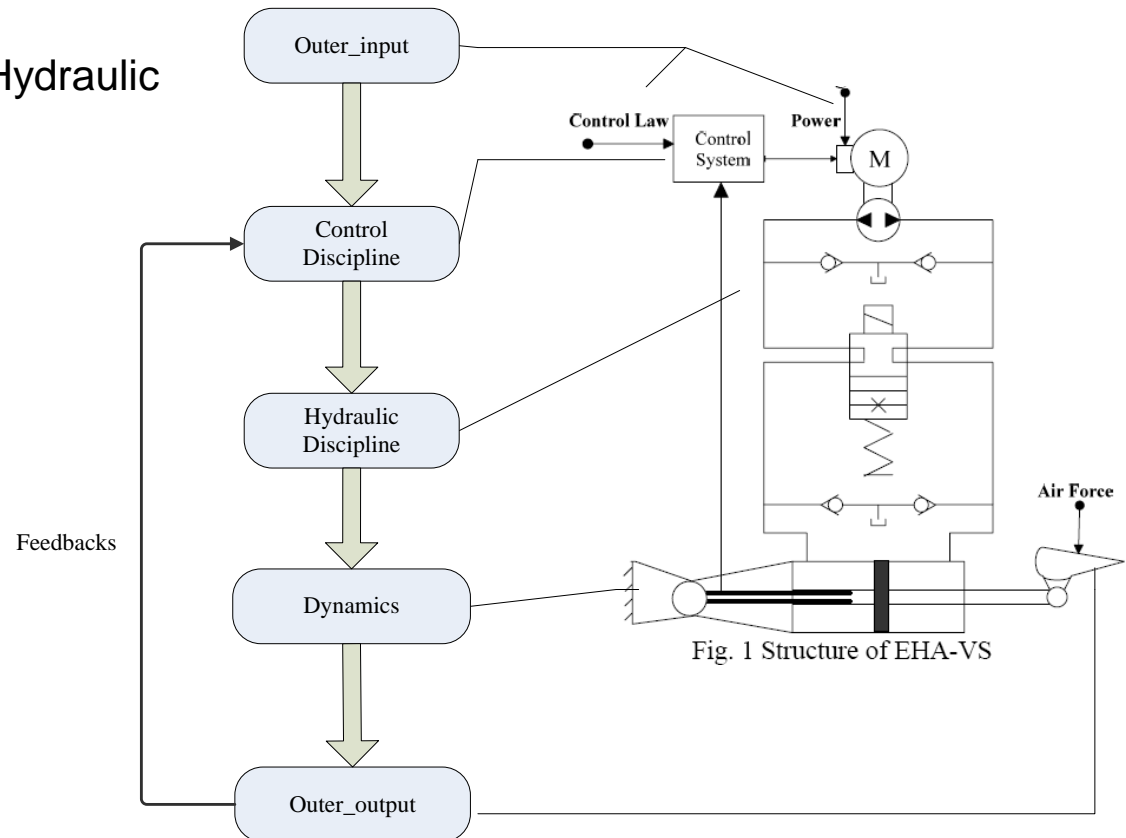 Hydraulic
Outer_input
Control
Discipline
Hydraulic
Discipline
Feedbacks
Dynamics
Outer_output
Control Law
Control
System
Power
M
Air Force
Fig. 1 Structure of EHA-VS